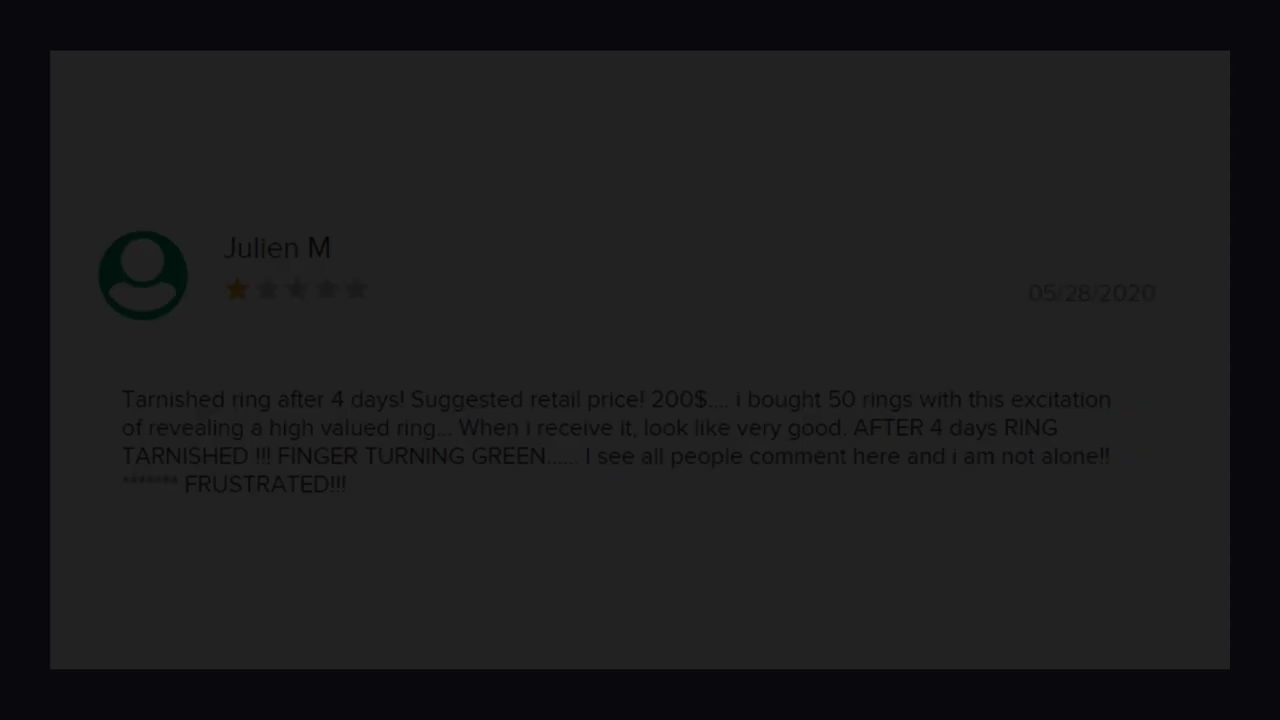 Julien M
05/28/2020
Tarnished ring after 4 days! Suggested retail price! 200$.... i bought 50 rings with this excitation
of revealing a high valued ring... When i receive it, look like very good. AFTER 4 days RING
TARNISHED !!! FINGER TURNING GREEN...... I see all people comment here and i am not alone!!
******* FRUSTRATED!!!